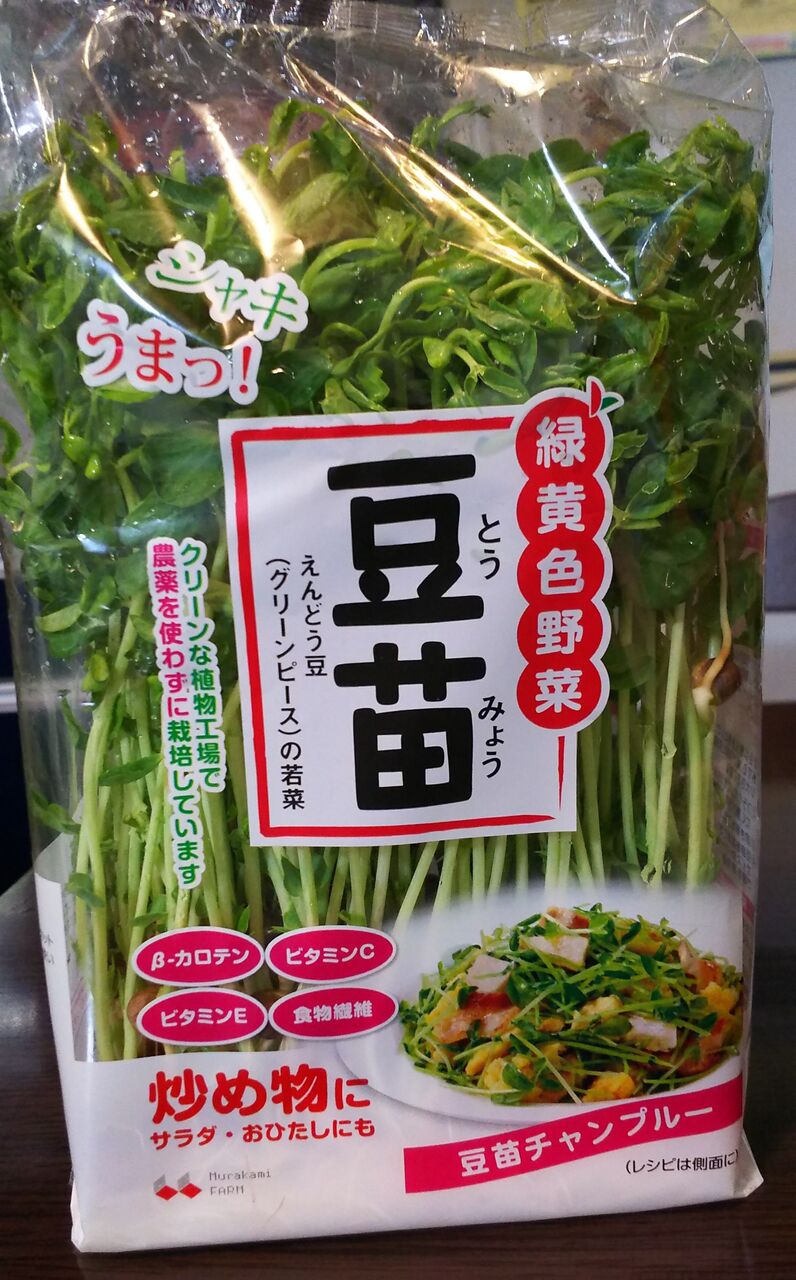 シャキ
うまっ!
緑黄色野菜
豆苗
とう
みょう
えんどう豆
(グリーンピース)の若菜
クリーンな植物工場で
農薬を使わずに栽培しています
β-カロテン
ビタミンC
ビタミンE
食物繊維
炒め物に
サラダ・おひたしにも
豆苗チャンプルー
(レシピは側面に)
Murakami
FARM